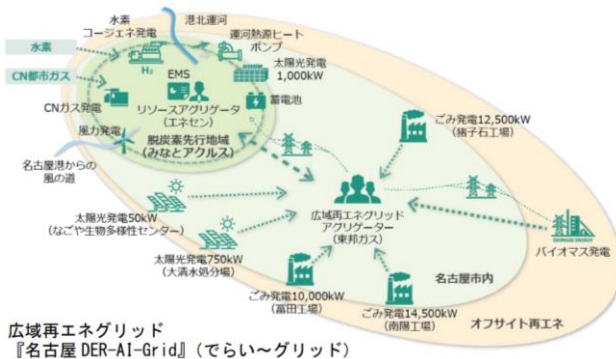 水素
コージェネ発電
港北運河
運河熱源ヒート
ポンプ
水素
H₂
太陽光発電
1,000kW
EMS
CN都市ガス
リソースアグリゲータ
(エネセン)
蓄電池
CNガス発電
ごみ発電12,500kW
(猪子石工場)
風力発電
脱炭素先行地域
(みなとアクルス)
名古屋港からの
風の道
太陽光発電50kW
(なごや生物多様性センター)
広域再エネグリッド
アグリゲーター
(東邦ガス)
バイオマス発電
太陽光発電750kW
(大清水処分場)
名古屋市内
ごみ発電10,000kW
(富田工場)
ごみ発電14,500kW
(南陽工場)
オフサイト再エネ
広域再エネグリッド
『名古屋 DER-AI-Grid』(でらい～グリッド)